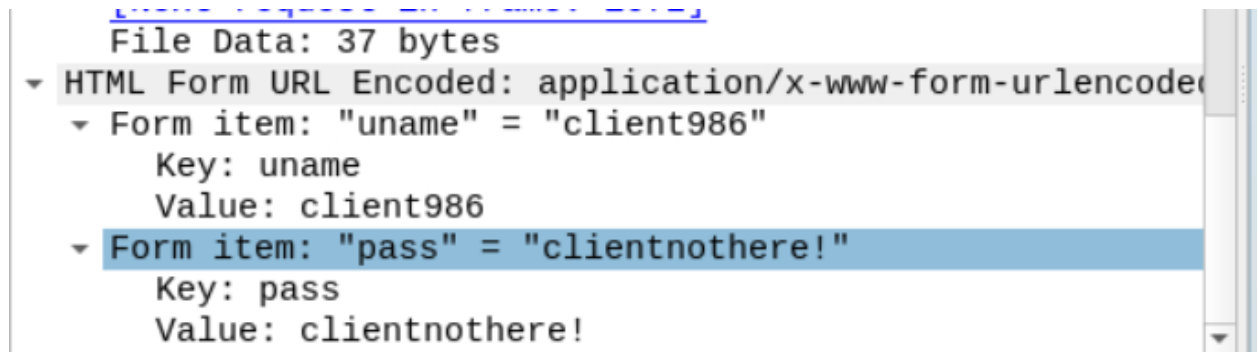 File Data: 37 bytes
HTML Form URL Encoded: application/x-www-form-urlencoded
Form item: "uname" = "client986"
Key: uname
Value: client986
Form item: "pass" = "clientnothere!"
Key: pass
Value: clientnothere!